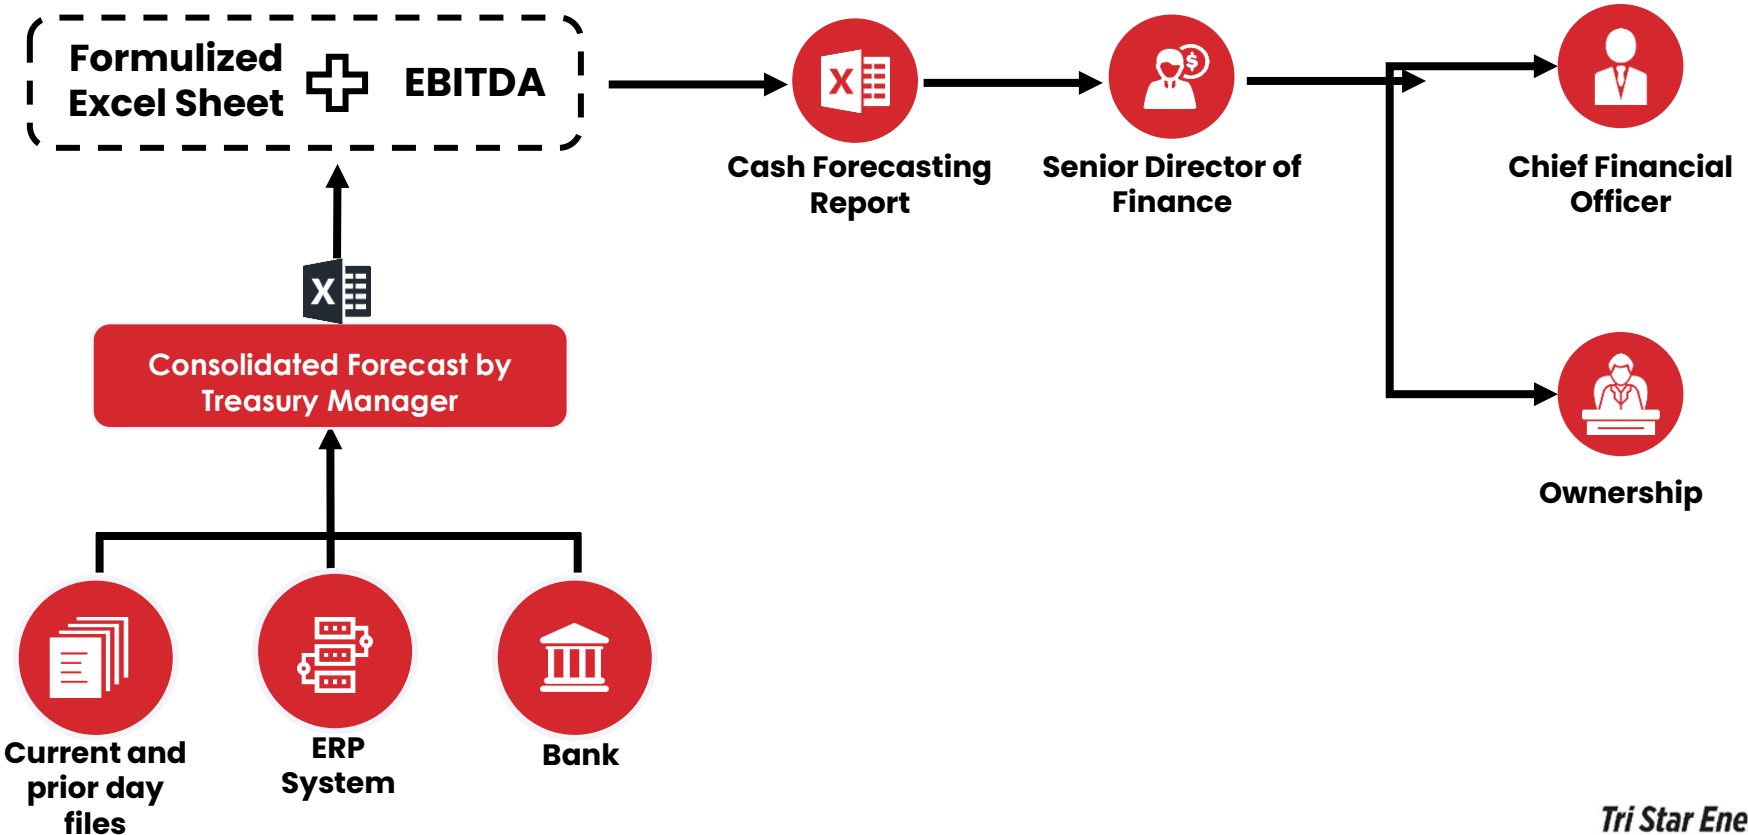 Formulized
Excel Sheet
EBITDA
X
Cash Forecasting
Report
$
Senior Director of
Finance
Chief Financial
Officer
X
Consolidated Forecast by
Treasury Manager
Ownership
Current and
prior day
files
ERP
System
Bank
Tri Star Ene